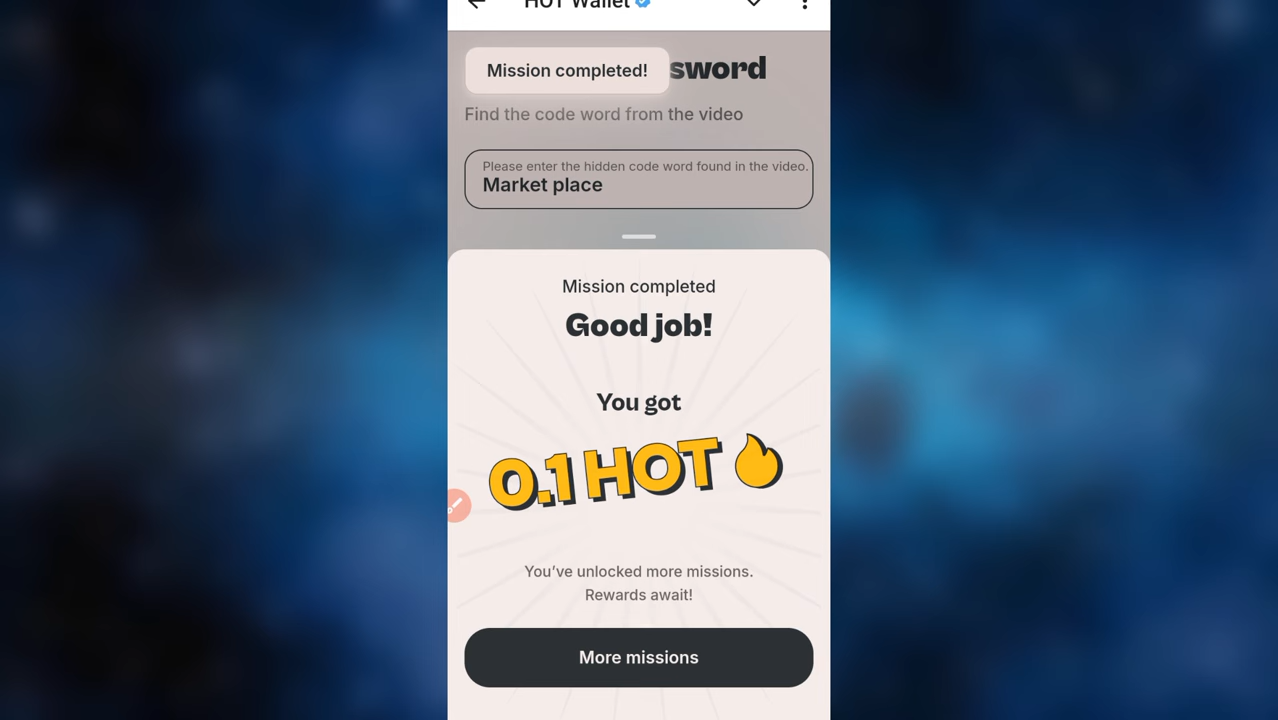 HOT Wallet
Mission completed!
sword
Find the code word from the video
Please enter the hidden code word found in the video.
Market place
Mission completed
Good job!
You got
0.1 HOT
You’ve unlocked more missions.
Rewards await!
More missions